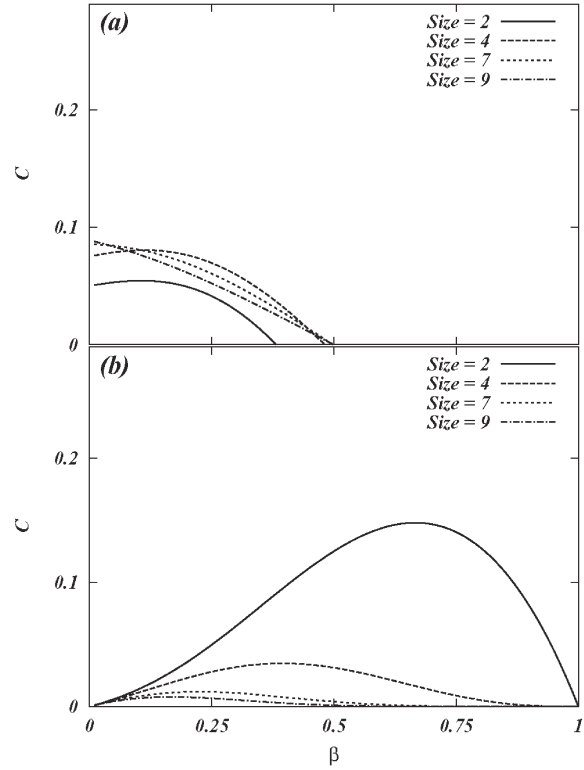 (a)
Size = 2
Size = 4
Size = 7
Size = 9
0.2
C
0.1
0
(b)
Size = 2
Size = 4
Size = 7
Size = 9
0.2
C
0.1
0
0 0.25 0.5 0.75 1
β